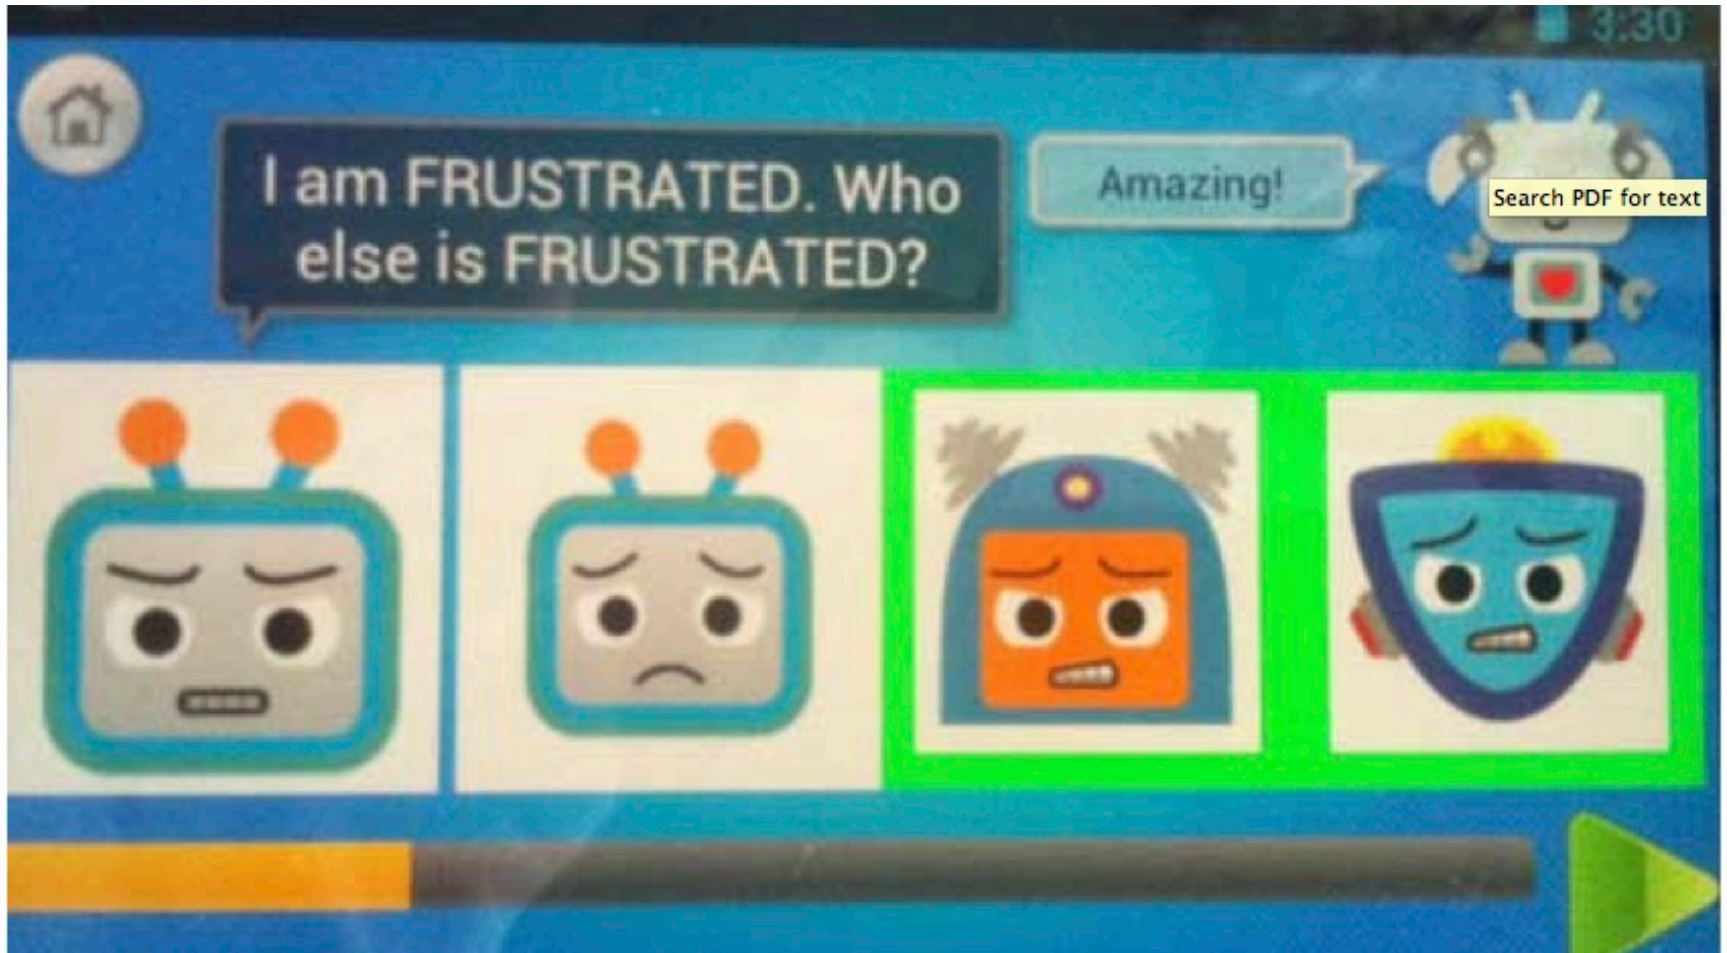 3:30
I am FRUSTRATED. Who
else is FRUSTRATED?
Amazing!
Search PDF for text